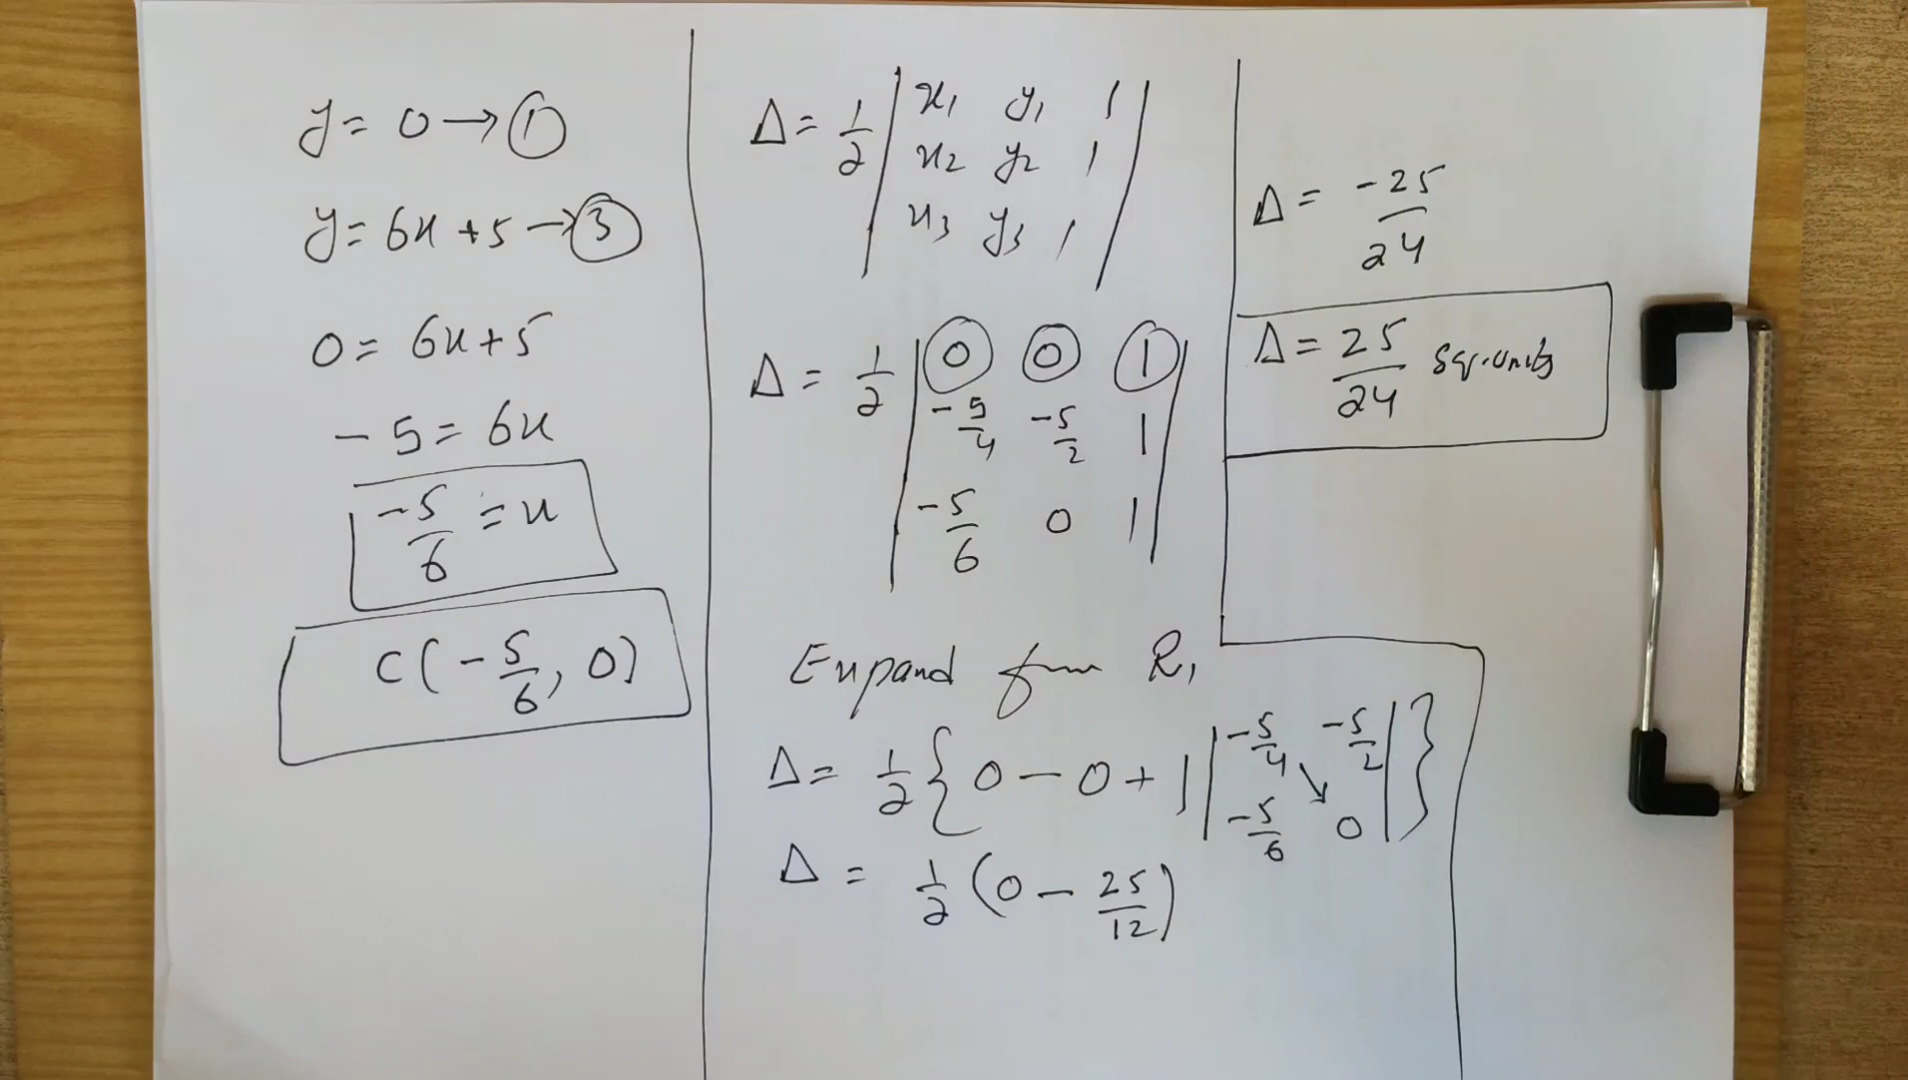 y = 0 → ①
y = 6x + 5 → ③
0 = 6x + 5
- 5 = 6x
-5/6 = x
C(-5/6, 0)
Δ = 1/2 | x₁ y₁ 1 |
| x₂ y₂ 1 |
| x₃ y₃ 1 |
Δ = 1/2 | 0 0 1 |
| -5/4 -5/2 1 |
| -5/6 0 1 |
Expand from R₁
Δ = 1/2 { 0 - 0 + 1 | -5/4 -5/2 | }
| -5/6 0 |
Δ = 1/2 (0 - 25/12)
Δ = -25/24
Δ = 25/24 Sq.units